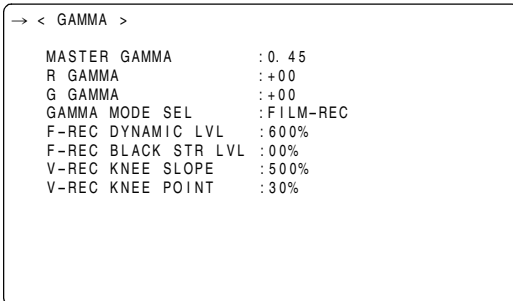 → < GAMMA >
MASTER GAMMA :0.45
R GAMMA :+00
G GAMMA :+00
GAMMA MODE SEL :FILM-REC
F-REC DYNAMIC LVL :600%
F-REC BLACK STR LVL :00%
V-REC KNEE SLOPE :500%
V-REC KNEE POINT :30%